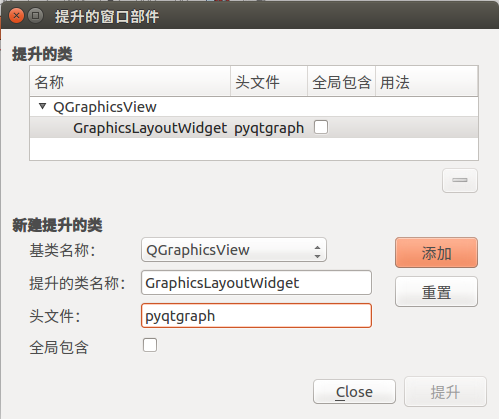 提升的窗口部件
提升的类
名称 头文件 全局包含 用法
QGraphicsView
GraphicsLayoutWidget pyqtgraph
新建提升的类
基类名称： QGraphicsView 添加
提升的类名称： GraphicsLayoutWidget 重置
头文件： pyqtgraph
全局包含
Close 提升